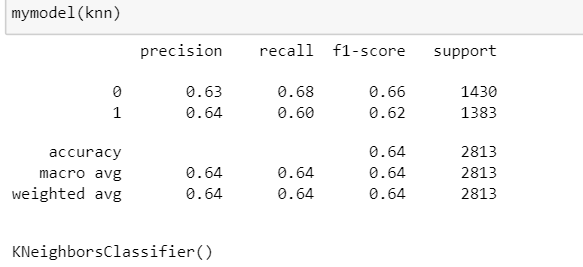 mymodel(knn)
precision recall f1-score support
0 0.63 0.68 0.66 1430
1 0.64 0.60 0.62 1383
accuracy 0.64 2813
macro avg 0.64 0.64 0.64 2813
weighted avg 0.64 0.64 0.64 2813
KNeighborsClassifier()